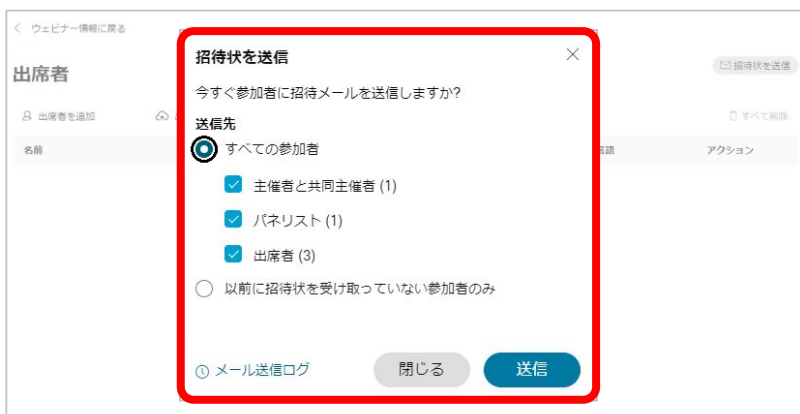 ウェビナー情報に戻る
出席者
招待状を送信
出席者を追加
すべて削除
名前
言語
アクション
招待状を送信
今すぐ参加者に招待メールを送信しますか?
送信先
すべての参加者
主催者と共同主催者 (1)
パネリスト (1)
出席者 (3)
以前に招待状を受け取っていない参加者のみ
メール送信ログ
閉じる
送信